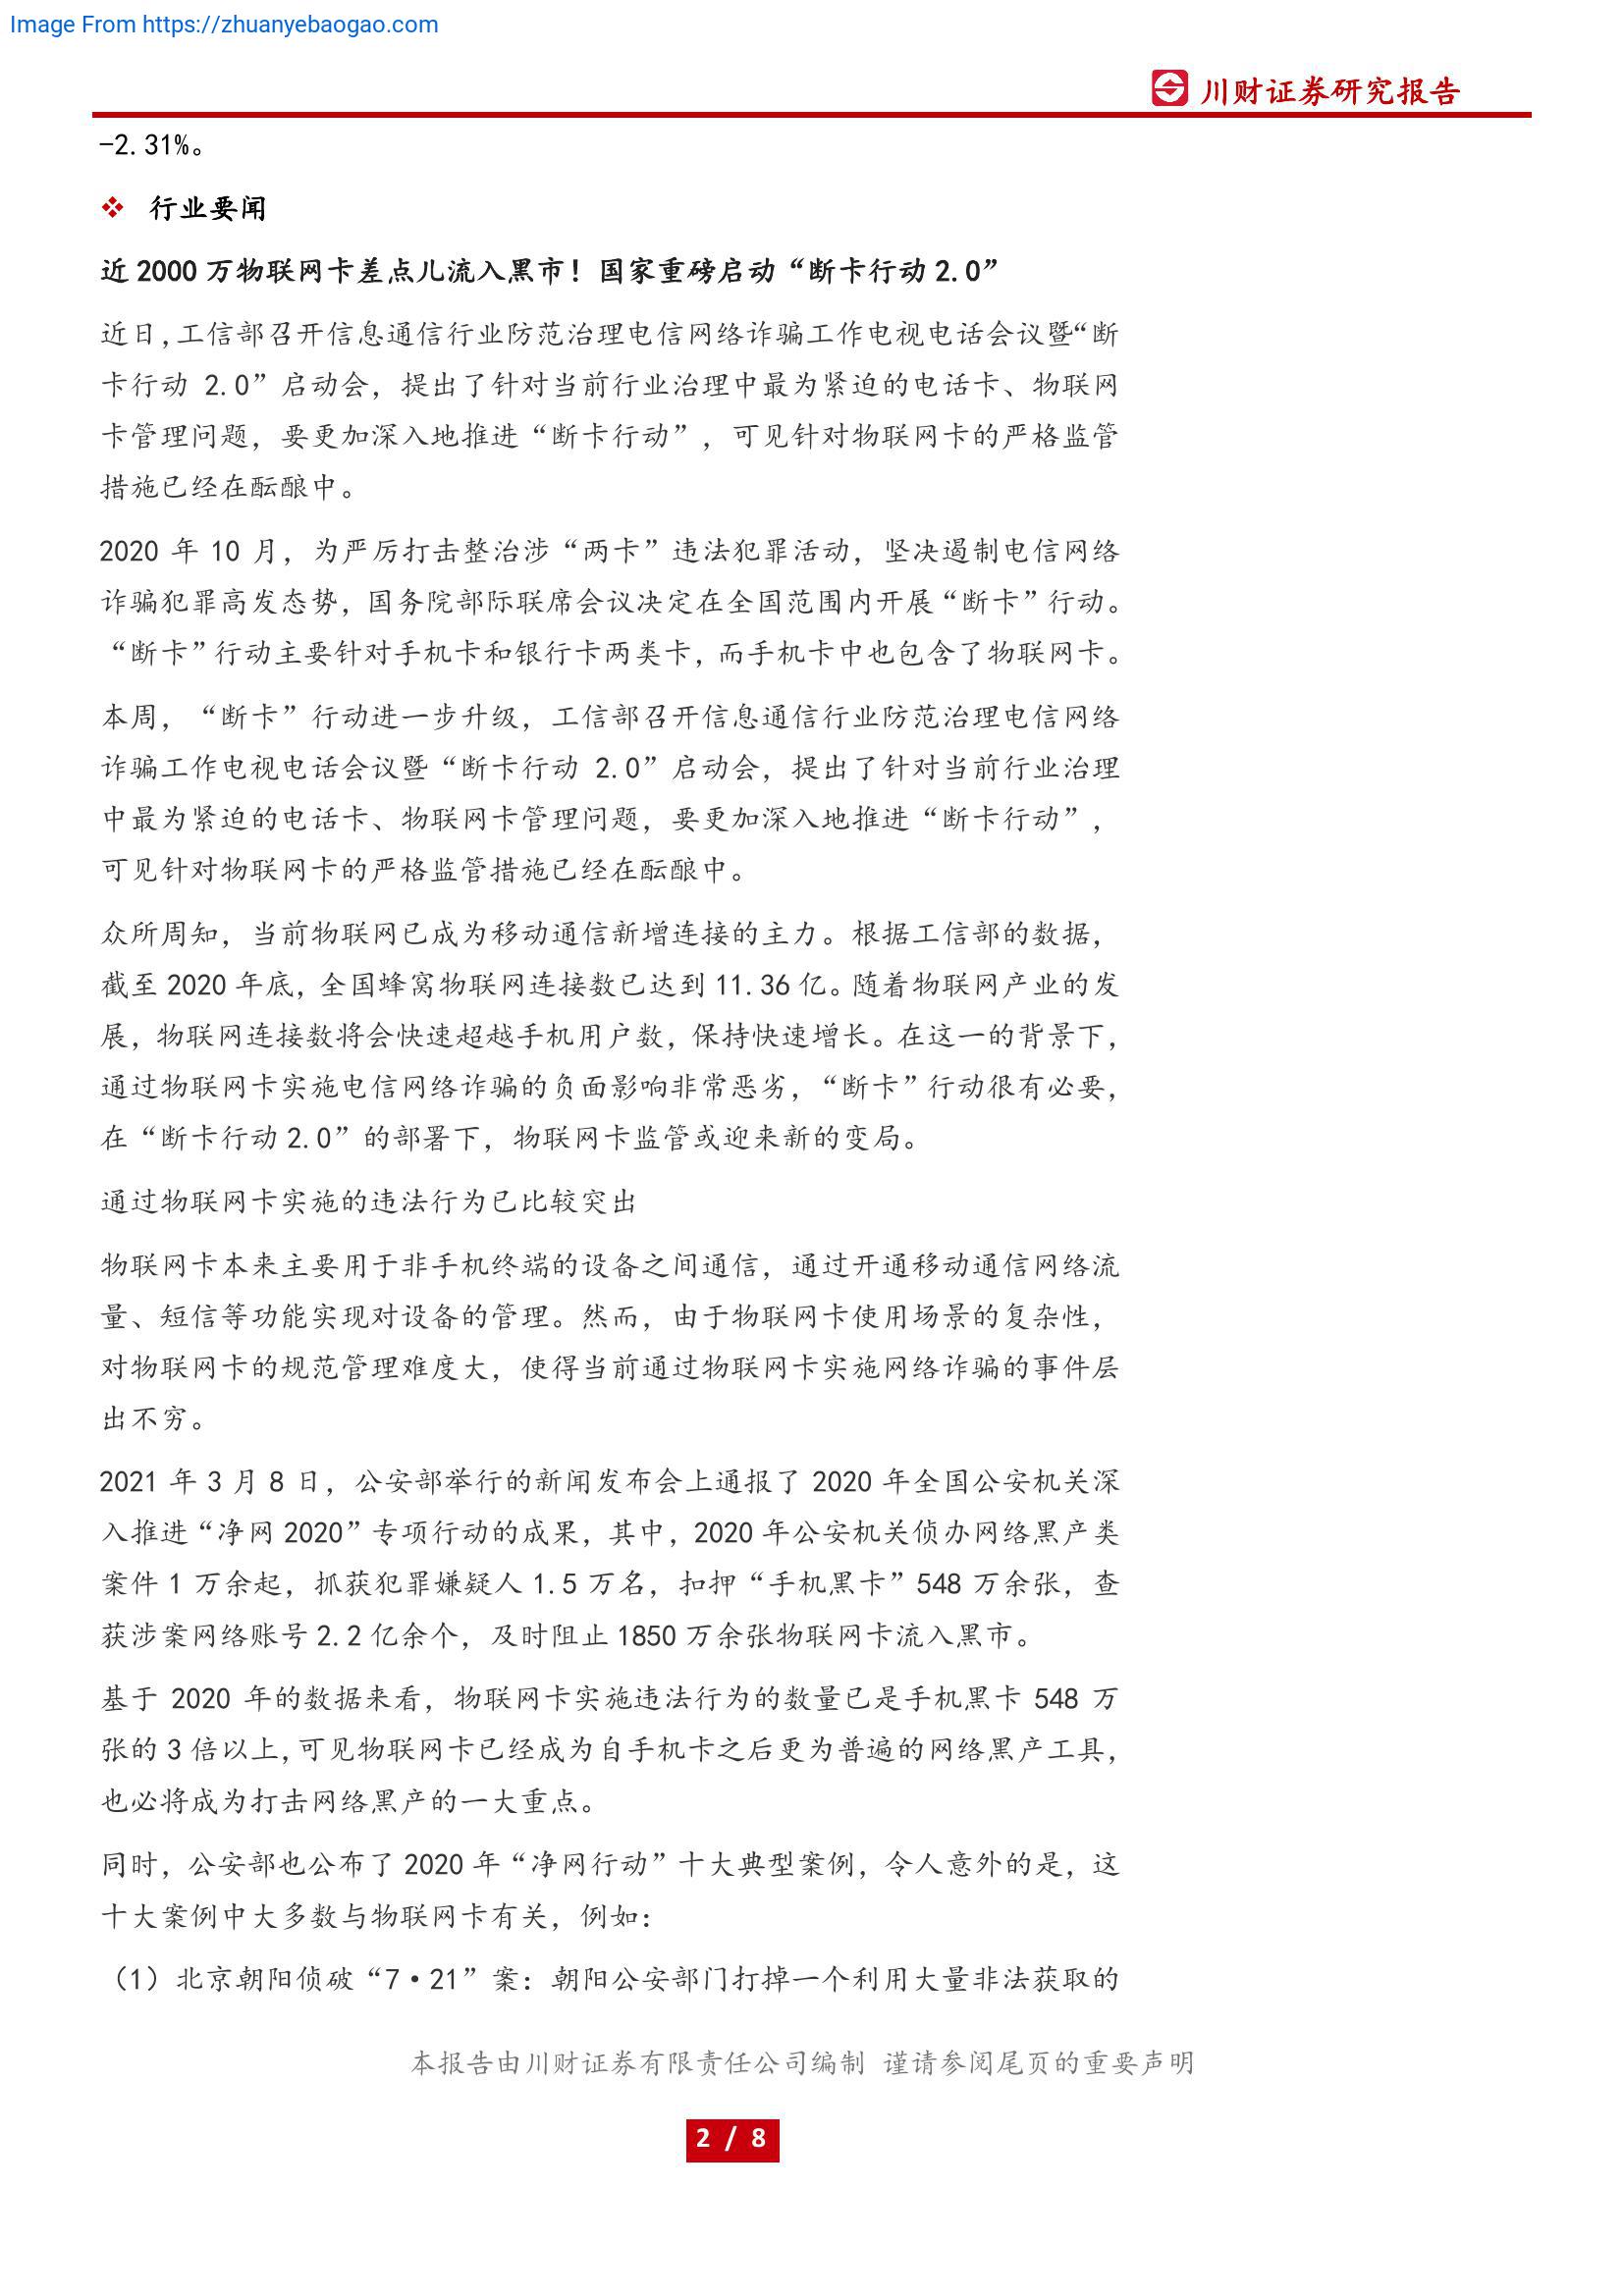 Image From https://zhuanyebaogao.com
川财证券研究报告
-2.31%。
❖ 行业要闻
近 2000 万物联网卡差点儿流入黑市！国家重磅启动“断卡行动 2.0”
近日,工信部召开信息通信行业防范治理电信网络诈骗工作电视电话会议暨“断
卡行动 2.0”启动会，提出了针对当前行业治理中最为紧迫的电话卡、物联网
卡管理问题，要更加深入地推进“断卡行动”，可见针对物联网卡的严格监管
措施已经在酝酿中。
2020 年 10 月，为严厉打击整治涉“两卡”违法犯罪活动，坚决遏制电信网络
诈骗犯罪高发态势，国务院部际联席会议决定在全国范围内开展“断卡”行动。
“断卡”行动主要针对手机卡和银行卡两类卡，而手机卡中也包含了物联网卡。
本周，“断卡”行动进一步升级，工信部召开信息通信行业防范治理电信网络
诈骗工作电视电话会议暨“断卡行动 2.0”启动会，提出了针对当前行业治理
中最为紧迫的电话卡、物联网卡管理问题，要更加深入地推进“断卡行动”，
可见针对物联网卡的严格监管措施已经在酝酿中。
众所周知，当前物联网已成为移动通信新增连接的主力。根据工信部的数据，
截至 2020 年底，全国蜂窝物联网连接数已达到 11.36 亿。随着物联网产业的发
展，物联网连接数将会快速超越手机用户数，保持快速增长。在这一的背景下，
通过物联网卡实施电信网络诈骗的负面影响非常恶劣，“断卡”行动很有必要，
在“断卡行动 2.0”的部署下，物联网卡监管或迎来新的变局。
通过物联网卡实施的违法行为已比较突出
物联网卡本来主要用于非手机终端的设备之间通信，通过开通移动通信网络流
量、短信等功能实现对设备的管理。然而，由于物联网卡使用场景的复杂性，
对物联网卡的规范管理难度大，使得当前通过物联网卡实施网络诈骗的事件层
出不穷。
2021 年 3 月 8 日，公安部举行的新闻发布会上通报了 2020 年全国公安机关深
入推进“净网 2020”专项行动的成果，其中，2020 年公安机关侦办网络黑产类
案件 1 万余起，抓获犯罪嫌疑人 1.5 万名，扣押“手机黑卡”548 万余张，查
获涉案网络账号 2.2 亿余个，及时阻止 1850 万余张物联网卡流入黑市。
基于 2020 年的数据来看，物联网卡实施违法行为的数量已是手机黑卡 548 万
张的 3 倍以上,可见物联网卡已经成为自手机卡之后更为普遍的网络黑产工具，
也必将成为打击网络黑产的一大重点。
同时，公安部也公布了 2020 年“净网行动”十大典型案例，令人意外的是，这
十大案例中大多数与物联网卡有关，例如：
（1）北京朝阳侦破“7·21”案：朝阳公安部门打掉一个利用大量非法获取的
本报告由川财证券有限责任公司编制 谨请参阅尾页的重要声明
2 / 8